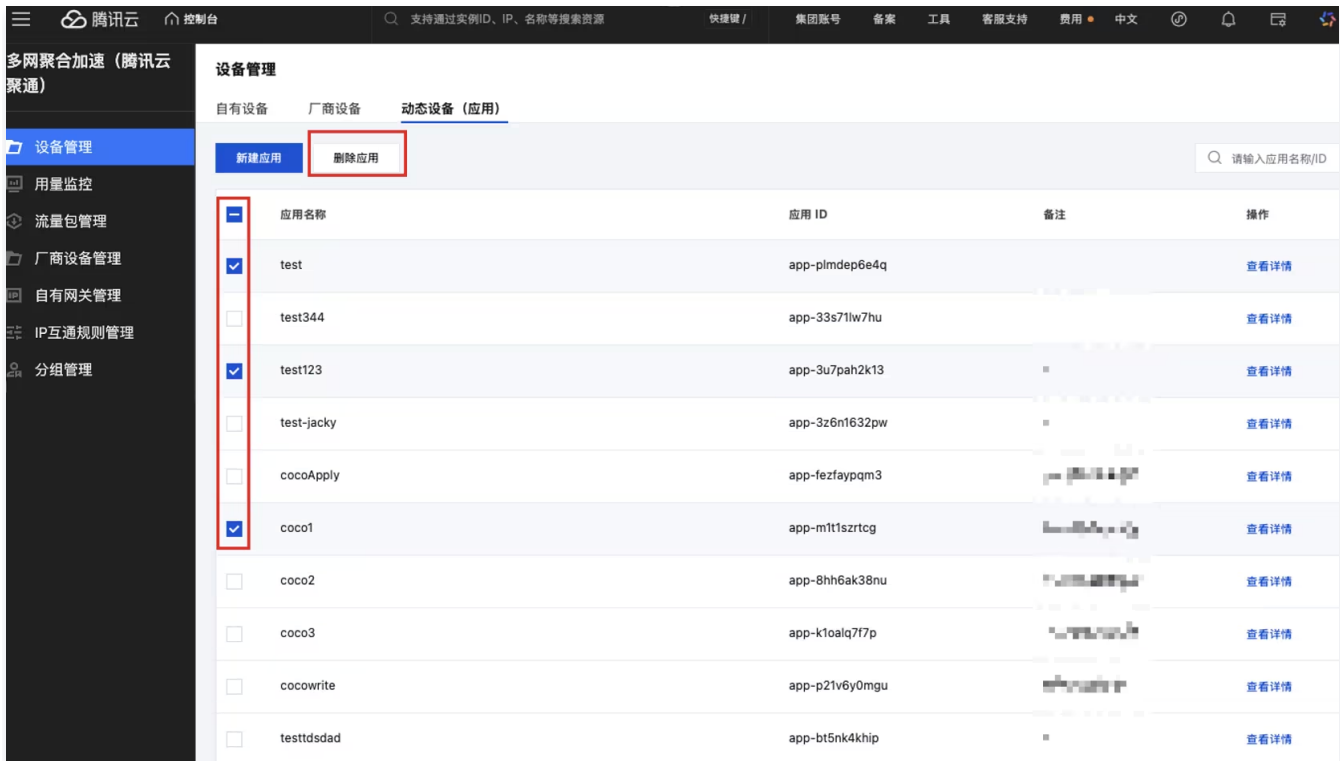 腾讯云 控制台 支持通过实例ID、IP、名称等搜索资源 快捷键 / 集团账号 备案 工具 客服支持 费用 中文
多网聚合加速（腾讯云
聚通）
设备管理
用量监控
流量包管理
厂商设备管理
自有网关管理
IP互通规则管理
分组管理
设备管理
自有设备 厂商设备 动态设备（应用）
新建应用 删除应用 请输入应用名称/ID
应用名称 应用 ID 备注 操作
test app-plmdep6e4q 查看详情
test344 app-33s71lw7hu 查看详情
test123 app-3u7pah2k13 查看详情
test-jacky app-3z6n1632pw 查看详情
cocoApply app-fezfaypqm3 查看详情
coco1 app-m1t1szrtcg 查看详情
coco2 app-8hh6ak38nu 查看详情
coco3 app-k1oalq7f7p 查看详情
cocowrite app-p21v6y0mgu 查看详情
testtdsdad app-bt5nk4khip 查看详情